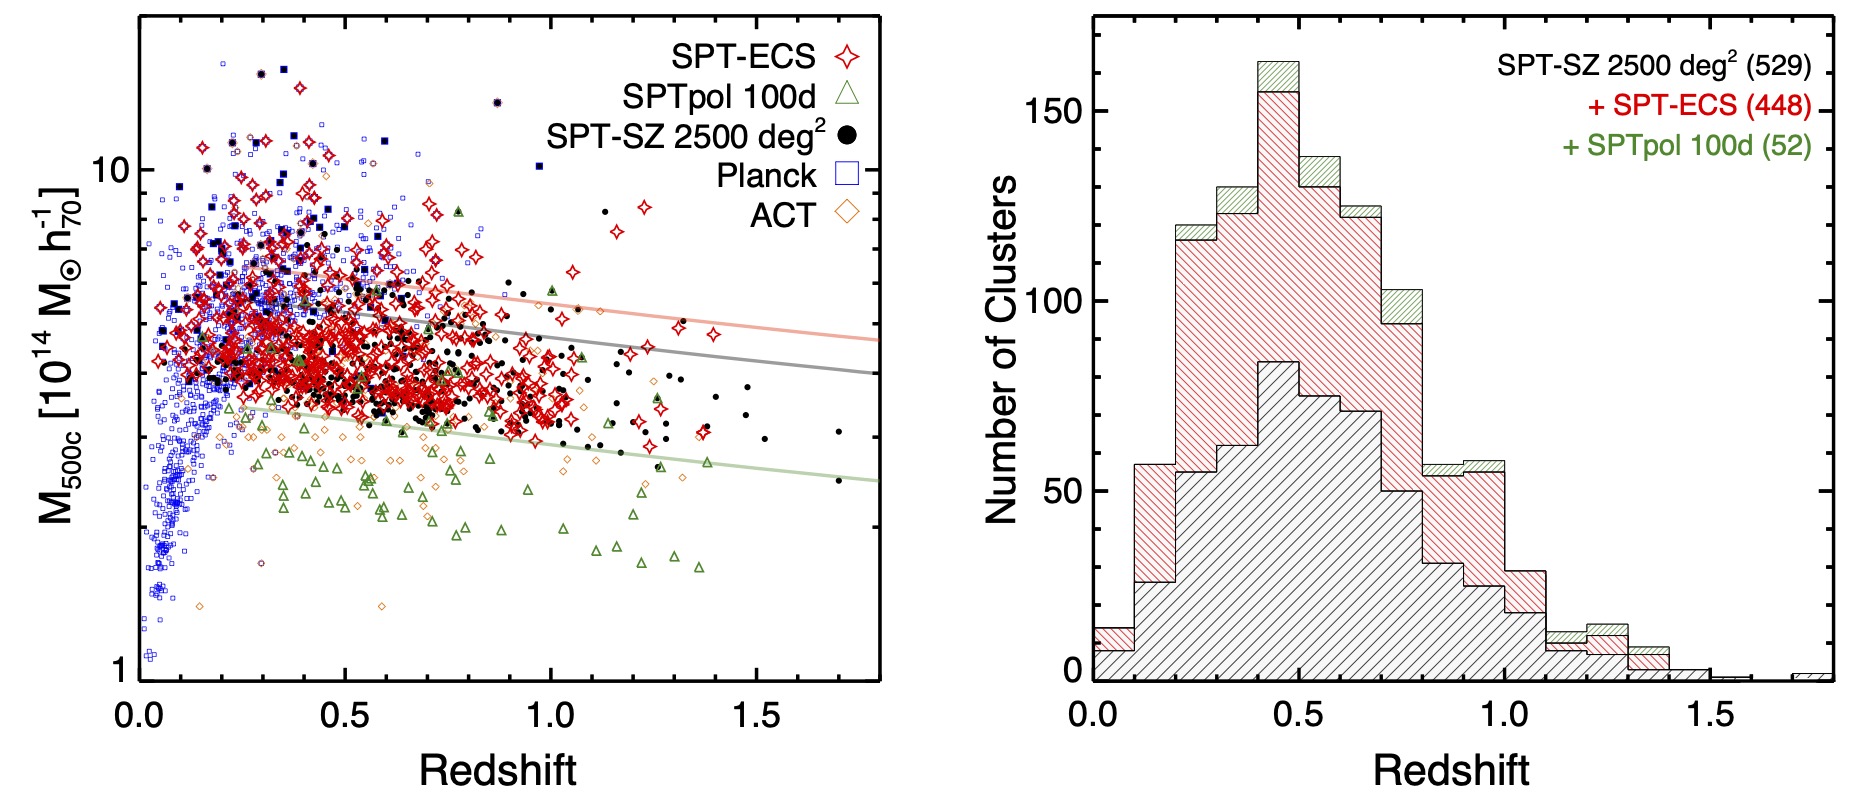 SPT-ECS
SPTpol 100d
SPT-SZ 2500 deg²
Planck
ACT
10
1
M₅₀₀c [10¹⁴ M☉ h₇₀⁻¹]
0.0 0.5 1.0 1.5
Redshift
SPT-SZ 2500 deg² (529)
+ SPT-ECS (448)
+ SPTpol 100d (52)
150
100
50
0
Number of Clusters
0.0 0.5 1.0 1.5
Redshift